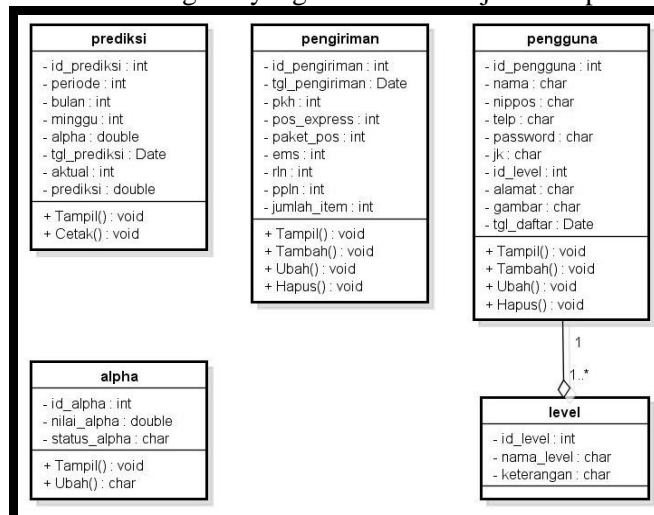 prediksi
- id_prediksi : int
- periode : int
- bulan : int
- minggu : int
- alpha : double
- tgl_prediksi : Date
- aktual : int
- prediksi : double
+ Tampil() : void
+ Cetak() : void
pengiriman
- id_pengiriman : int
- tgl_pengiriman : Date
- pkh : int
- pos_express : int
- paket_pos : int
- ems : int
- rln : int
- ppln : int
- jumlah_item : int
+ Tampil() : void
+ Tambah() : void
+ Ubah() : void
+ Hapus() : void
pengguna
- id_pengguna : int
- nama : char
- nippos : char
- telp : char
- password : char
- jk : char
- id_level : int
- alamat : char
- gambar : char
- tgl_daftar : Date
+ Tampil() : void
+ Tambah() : void
+ Ubah() : void
+ Hapus() : void
1
1..*
alpha
- id_alpha : int
- nilai_alpha : double
- status_alpha : char
+ Tampil() : void
+ Ubah() : char
level
- id_level : int
- nama_level : char
- keterangan : char